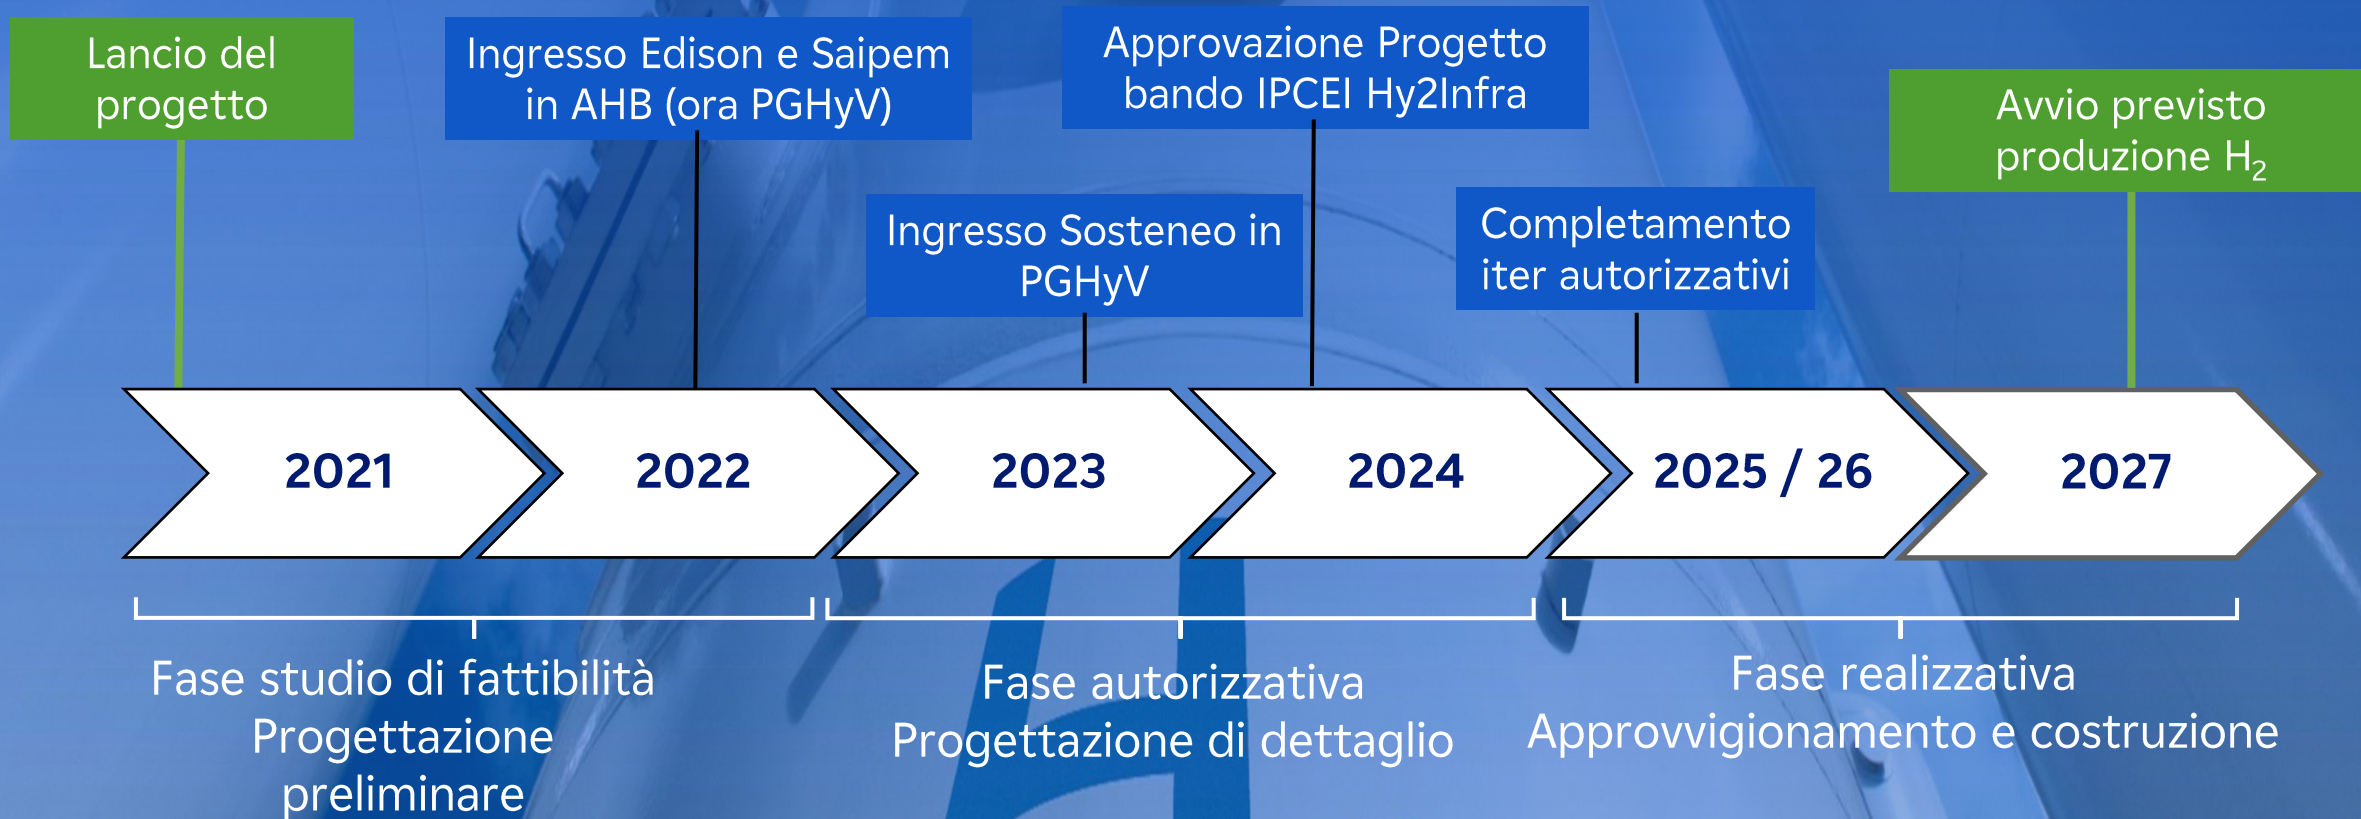 Lancio del
progetto
Ingresso Edison e Saipem
in AHB (ora PGHyV)
Approvazione Progetto
bando IPCEI Hy2Infra
Avvio previsto
produzione H₂
Ingresso Sosteneo in
PGHyV
Completamento
iter autorizzativi
2021
2022
2023
2024
2025 / 26
2027
Fase studio di fattibilità
Progettazione
preliminare
Fase autorizzativa
Progettazione di dettaglio
Fase realizzativa
Approvvigionamento e costruzione